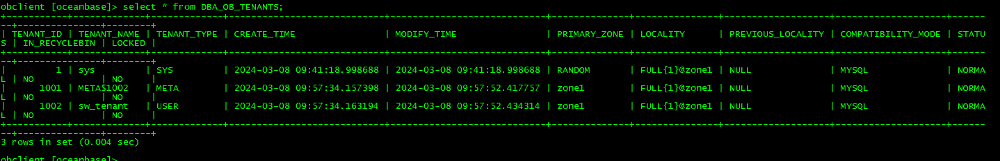 obclient [oceanbase]> select * from DBA_OB_TENANTS;
+-----------+-------------+-------------+----------------------------+----------------------------+--------------+---------------+-------------------+--------------------+------
--+---------------+--------+
| TENANT_ID | TENANT_NAME | TENANT_TYPE | CREATE_TIME                | MODIFY_TIME                | PRIMARY_ZONE | LOCALITY      | PREVIOUS_LOCALITY | COMPATIBILITY_MODE | STATU
S | IN_RECYCLEBIN | LOCKED |
+-----------+-------------+-------------+----------------------------+----------------------------+--------------+---------------+-------------------+--------------------+------
--+---------------+--------+
|         1 | sys         | SYS         | 2024-03-08 09:41:18.998688 | 2024-03-08 09:41:18.998688 | RANDOM       | FULL{1}@zone1 | NULL              | MYSQL              | NORMA
L | NO            | NO     |
|      1001 | META$1002   | META        | 2024-03-08 09:57:34.157398 | 2024-03-08 09:57:52.417757 | zone1        | FULL{1}@zone1 | NULL              | MYSQL              | NORMA
L | NO            | NO     |
|      1002 | sw_tenant   | USER        | 2024-03-08 09:57:34.163194 | 2024-03-08 09:57:52.434314 | zone1        | FULL{1}@zone1 | NULL              | MYSQL              | NORMA
L | NO            | NO     |
+-----------+-------------+-------------+----------------------------+----------------------------+--------------+---------------+-------------------+--------------------+------
--+---------------+--------+
3 rows in set (0.004 sec)
obclient [oceanbase]>